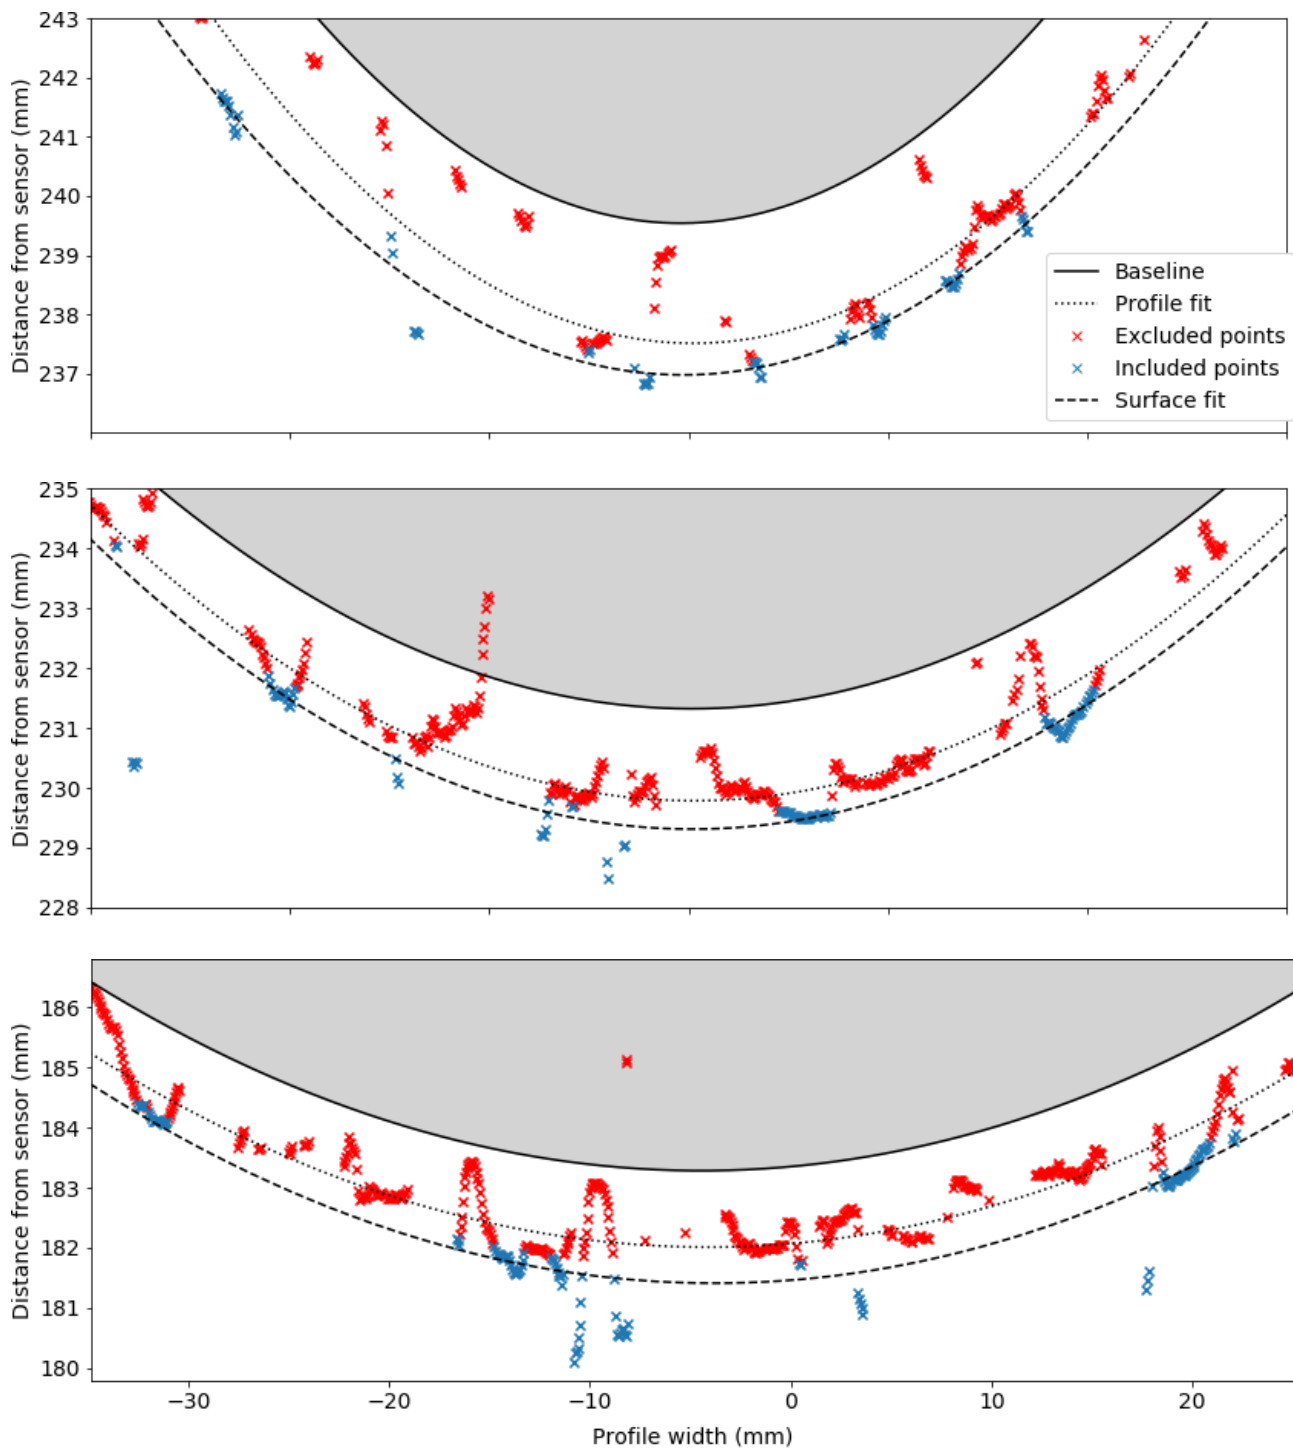 243
242
241
240
239
238
237
Distance from sensor (mm)
Baseline
Profile fit
Excluded points
Included points
Surface fit
235
234
233
232
231
230
229
228
Distance from sensor (mm)
186
185
184
183
182
181
180
Distance from sensor (mm)
−30 −20 −10 0 10 20
Profile width (mm)